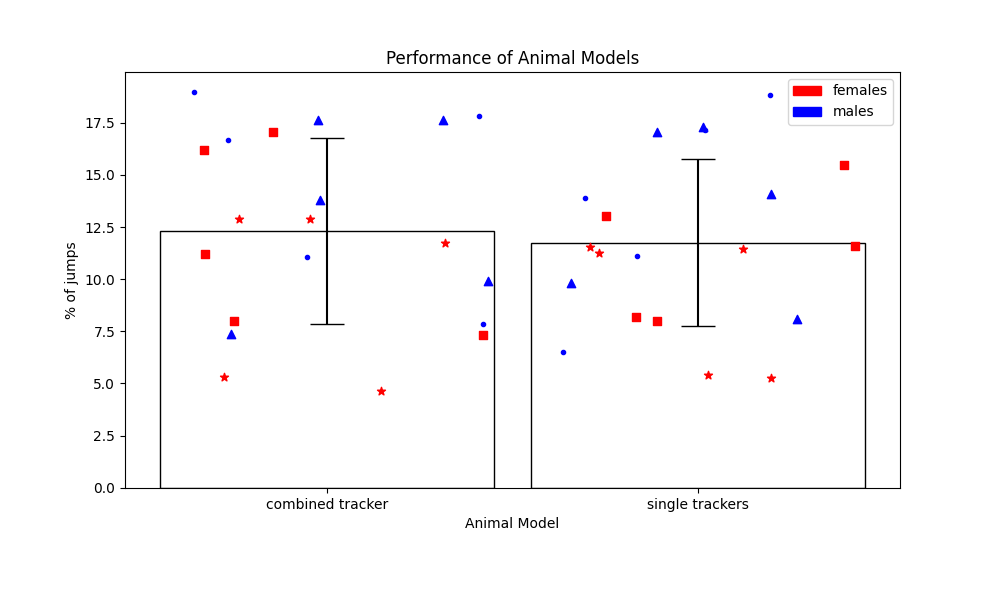 Performance of Animal Models
females
males
% of jumps
17.5
15.0
12.5
10.0
7.5
5.0
2.5
0.0
combined tracker
single trackers
Animal Model